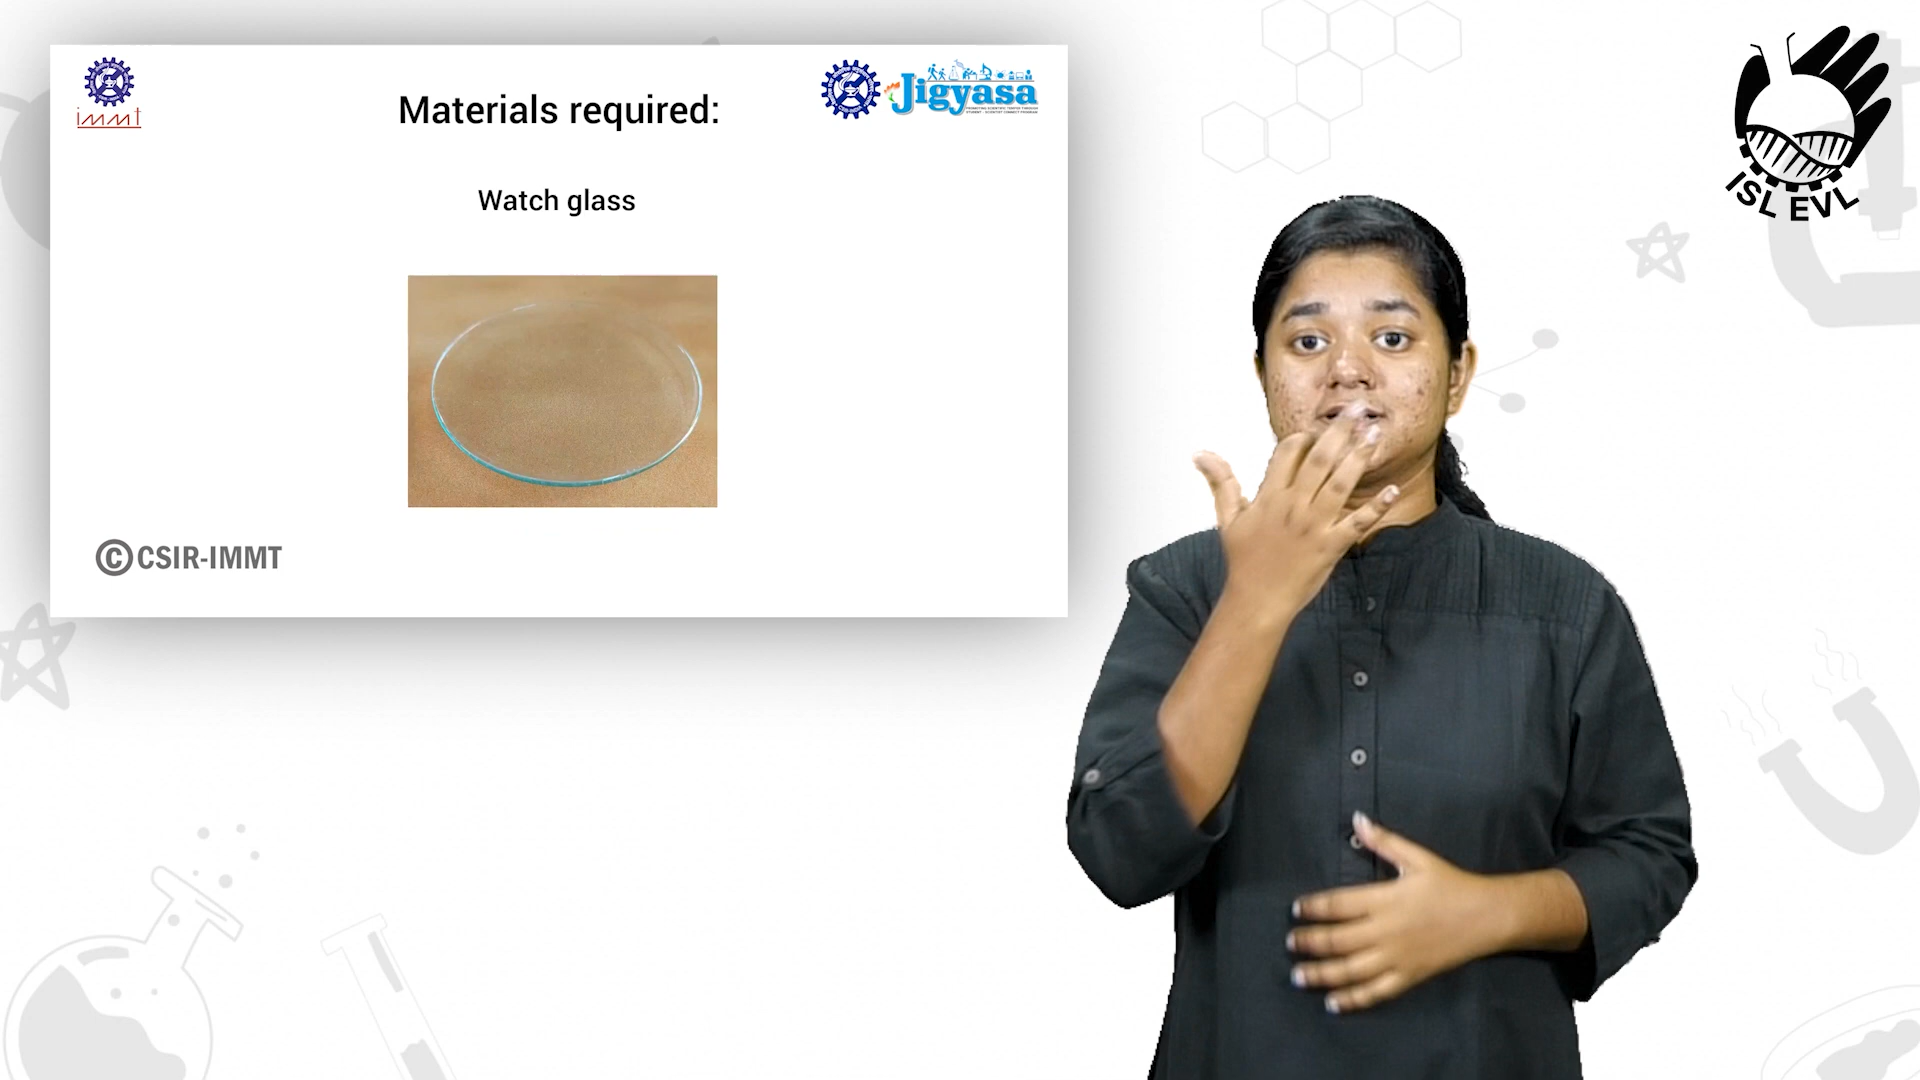 immt
Materials required:
Jigyasa
Watch glass
© CSIR-IMMT
ISL EVL